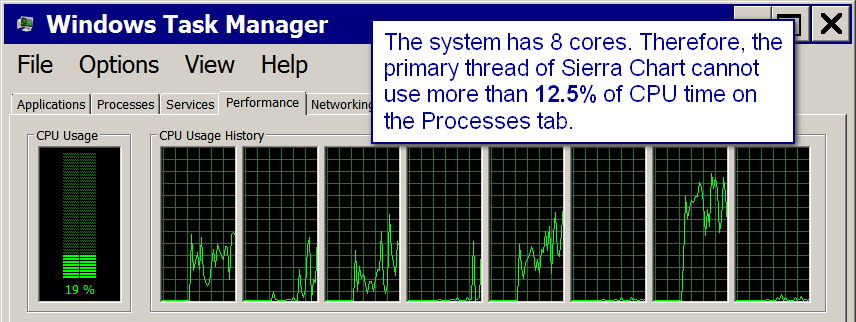 Windows Task Manager
The system has 8 cores. Therefore, the
primary thread of Sierra Chart cannot
use more than 12.5% of CPU time on
the Processes tab.
File Options View Help
Applications Processes Services Performance Networking
CPU Usage CPU Usage History
19 %